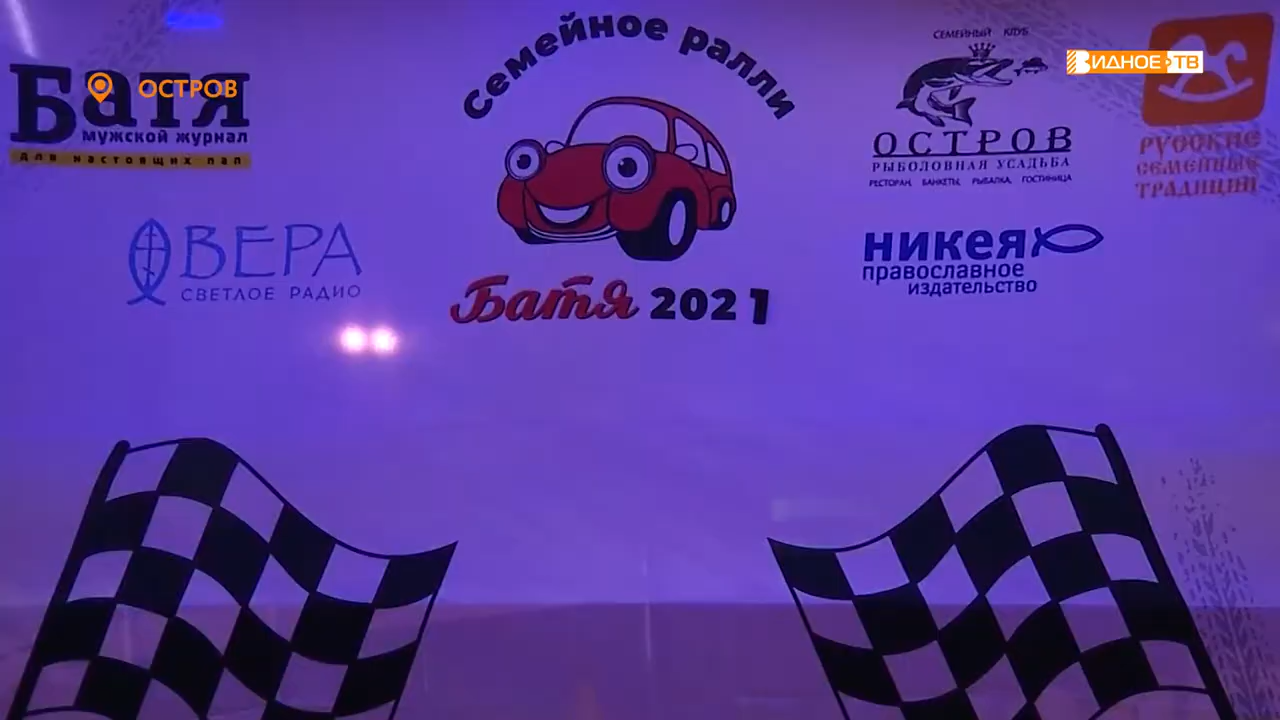 Батя
мужской журнал
для настоящих пап
ОСТРОВ
Семейное ралли
Батя 2021
СЕМЕЙНЫЙ КЛУБ
ОСТРОВ
РЫБОЛОВНАЯ УСАДЬБА
РЕСТОРАН, БАНКЕТЫ, РЫБАЛКА, ГОСТИНИЦА
ВИДНОЕ ТВ
РУССКИЕ
СЕМЕЙНЫЕ
ТРАДИЦИИ
ВЕРА
СВЕТЛОЕ РАДИО
никея
православное
издательство